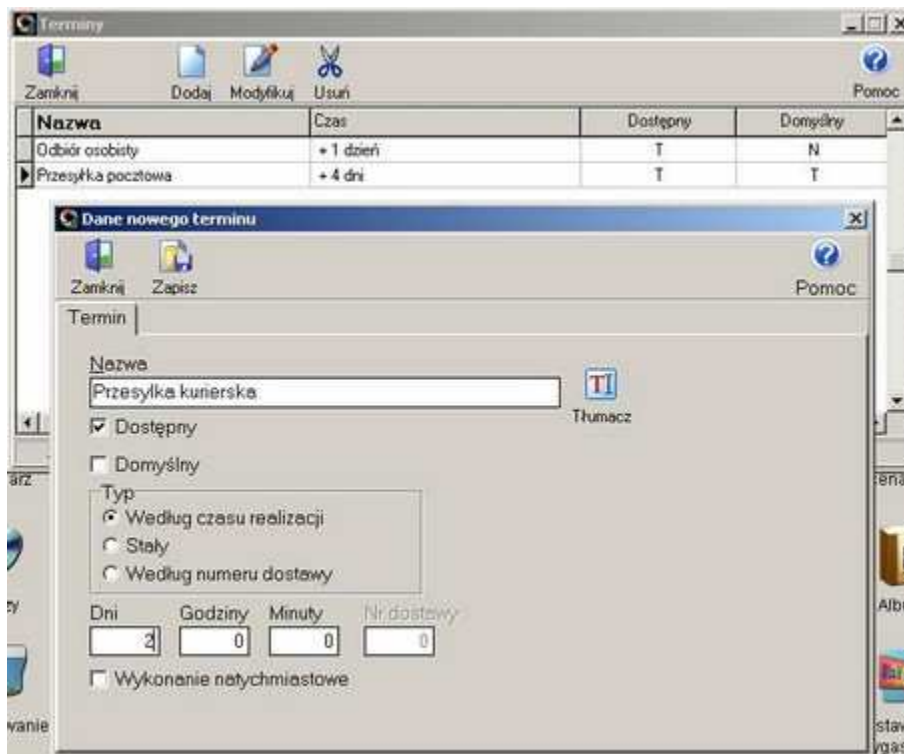 Terminy
Zamknij Dodaj Modyfikuj Usuń Pomoc
Nazwa Czas Dostępny Domyślny
Odbiór osobisty + 1 dzień T N
Przesyłka pocztowa + 4 dni T T
Dane nowego terminu
Zamknij Zapisz Pomoc
Termin
Nazwa
Przesylka kurierska
Tłumacz
Dostępny
Domyślny
Typ
Według czasu realizacji
Stały
Według numeru dostawy
Dni Godziny Minuty Nr dostawy
2 0 0 0
Wykonanie natychmiastowe